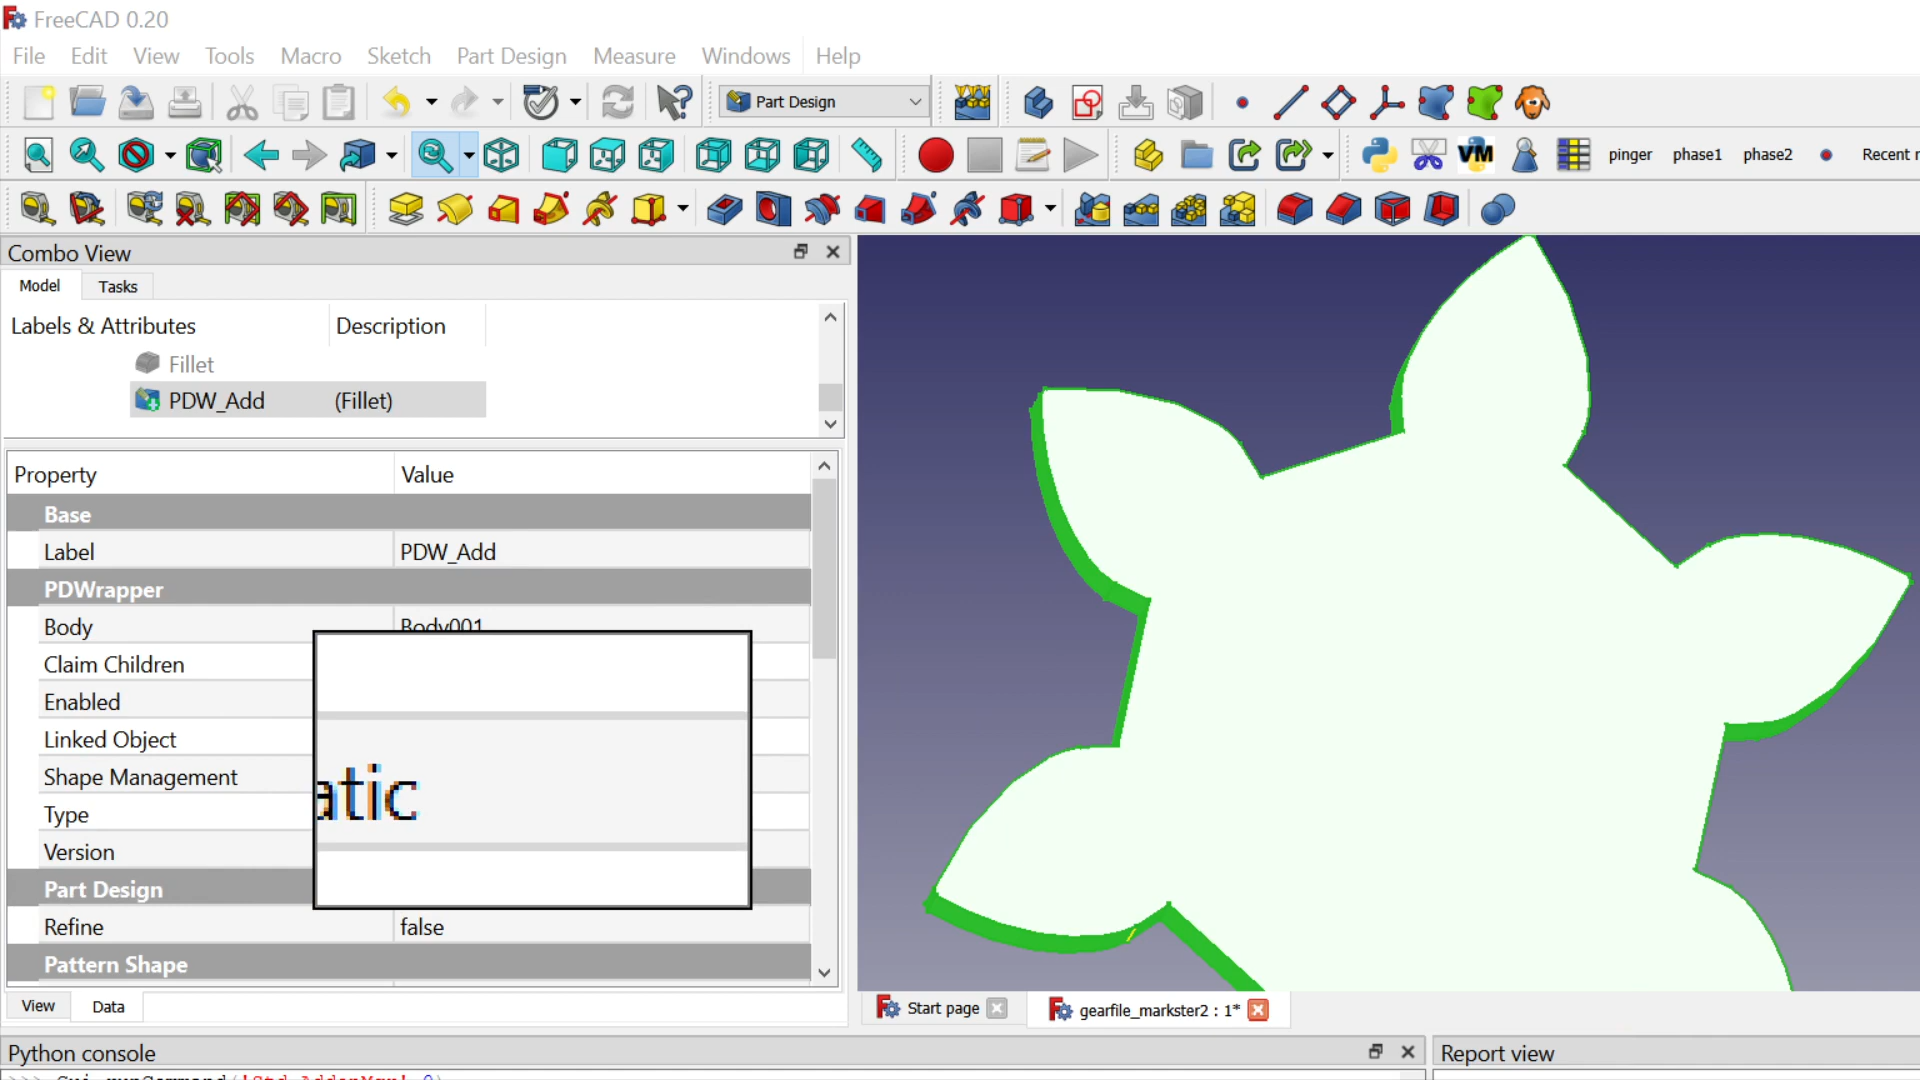 FreeCAD 0.20
File Edit View Tools Macro Sketch Part Design Measure Windows Help
Part Design
VM pinger phase1 phase2 Recent
Combo View
Model Tasks
Labels & Attributes Description
Fillet
PDW_Add (Fillet)
Property Value
Base
Label PDW_Add
PDWrapper
Body Body001
Claim Children
Enabled
Linked Object
Shape Management
atic
Type
Version
Part Design
Refine false
Pattern Shape
View Data
Start page gearfile_markster2 : 1*
Python console Report view